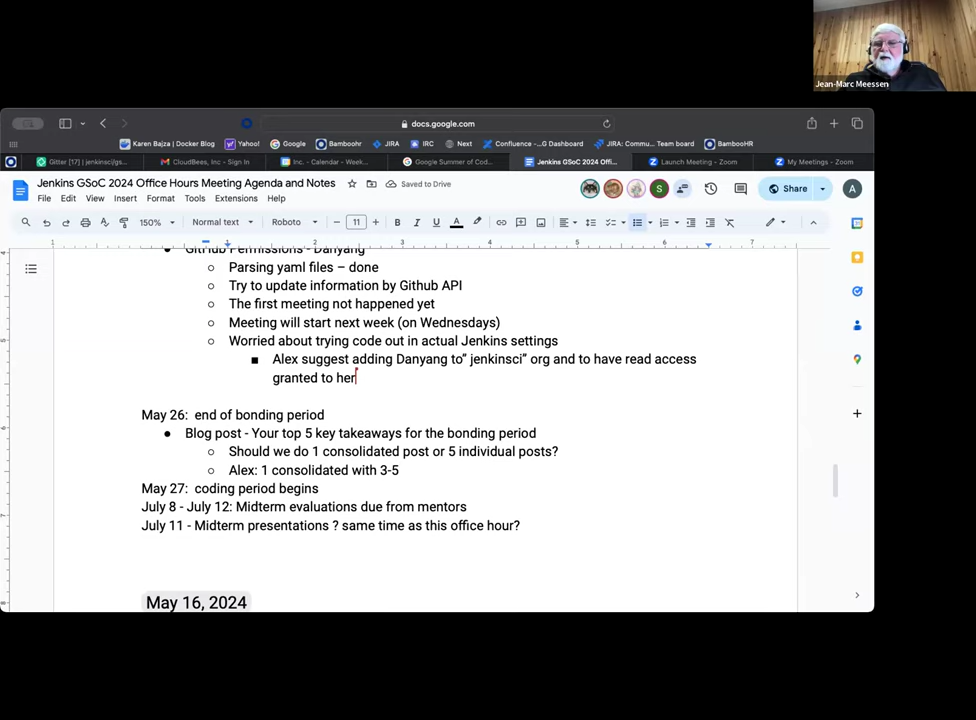 Jean-Marc Meessen
docs.google.com
Karen Bajza | Docker Blog Yahoo! Google Bamboohr JIRA IRC Next Confluence -...G Dashboard JIRA: Commu... Team board BambooHR
Gitter [17] | jenkinsci/gs... CloudBees, Inc - Sign In Inc. - Calendar - Week... Google Summer of Cod... Jenkins GSoC 2024 Offi... Launch Meeting - Zoom My Meetings - Zoom
Jenkins GSoC 2024 Office Hours Meeting Agenda and Notes Saved to Drive
File Edit View Insert Format Tools Extensions Help
S Share A
150% Normal text Roboto 11 B I U A
1 1 2 3 4 5 6 7
GitHub Permissions - Danyang
Parsing yaml files – done
Try to update information by Github API
The first meeting not happened yet
Meeting will start next week (on Wednesdays)
Worried about trying code out in actual Jenkins settings
Alex suggest adding Danyang to” jenkinsci” org and to have read access
granted to her
May 26: end of bonding period
Blog post - Your top 5 key takeaways for the bonding period
Should we do 1 consolidated post or 5 individual posts?
Alex: 1 consolidated with 3-5
May 27: coding period begins
July 8 - July 12: Midterm evaluations due from mentors
July 11 - Midterm presentations ? same time as this office hour?
May 16, 2024